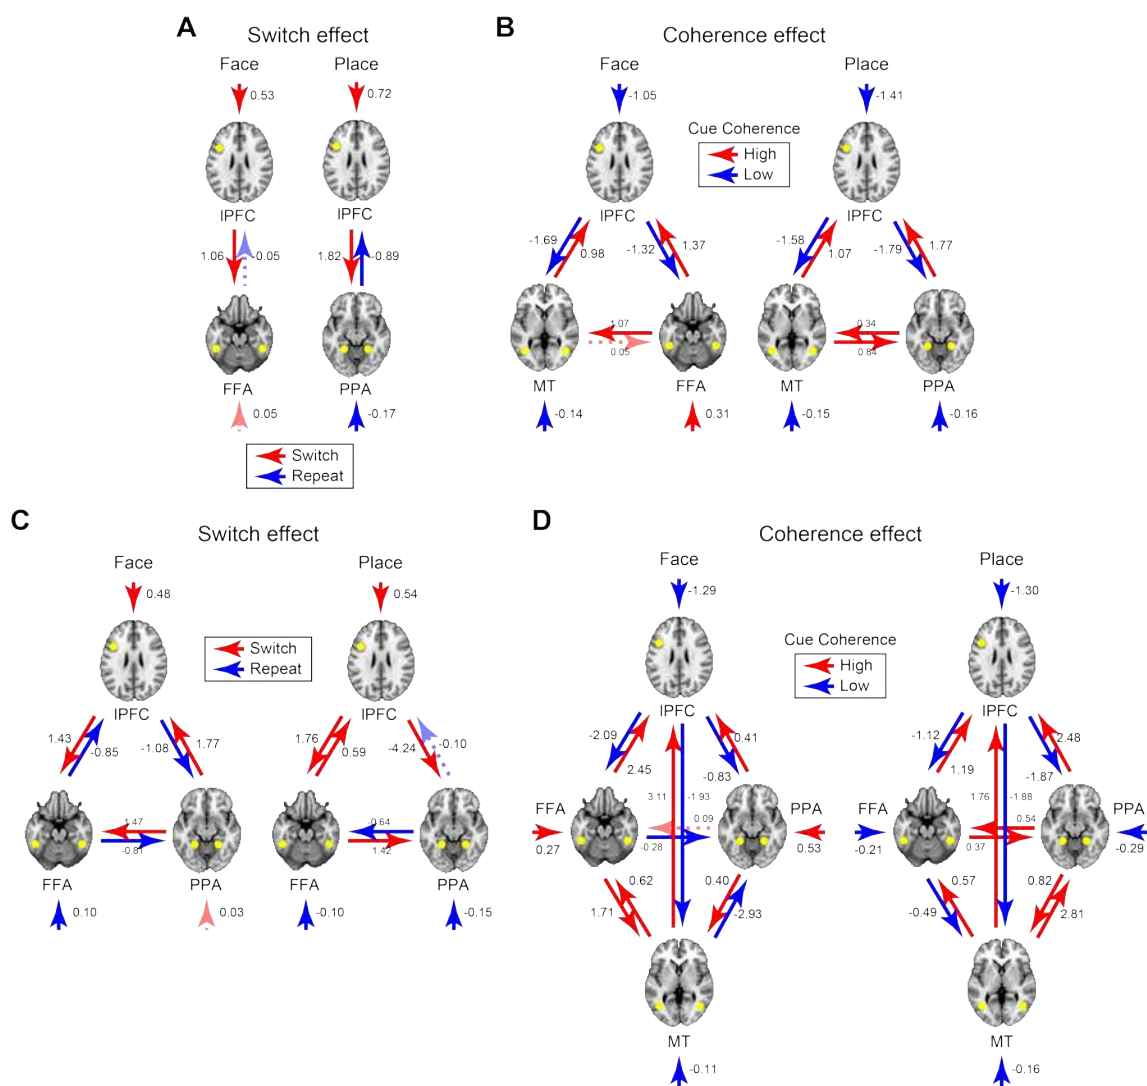 A
Switch effect
Face Place
0.53 0.72
lPFC lPFC
1.06 -0.05 1.82 -0.89
FFA PPA
0.05 -0.17
Switch
Repeat
B
Coherence effect
Face Place
-1.05 -1.41
Cue Coherence
High
Low
lPFC lPFC
-1.69 0.98 -1.32 1.37 -1.58 1.07 -1.79 1.77
1.07 0.34
0.05 0.84
MT FFA MT PPA
-0.14 0.31 -0.15 -0.16
C
Switch effect
Face Place
0.48 0.54
Switch
Repeat
lPFC lPFC
1.43 -0.85 -1.08 1.77 1.76 0.59 -4.24 -0.10
1.47 -0.64
-0.81 1.42
FFA PPA FFA PPA
0.10 0.03 -0.10 -0.15
D
Coherence effect
Face Place
-1.29 -1.30
Cue Coherence
High
Low
lPFC lPFC
-2.09 0.41 -1.12 2.48
2.45 -0.83 1.19 -1.87
3.11 -1.93 1.76 -1.88
FFA PPA FFA PPA
0.09 0.54
0.27 -0.28 0.53 -0.21 0.37 -0.29
0.62 0.40 0.57 0.82
1.71 -2.93 -0.49 2.81
MT MT
-0.11 -0.16